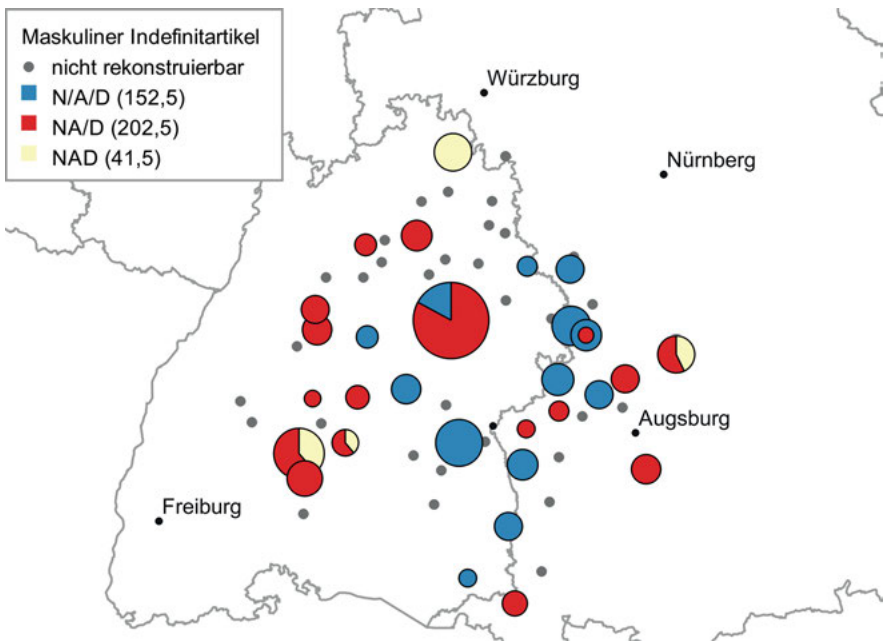 Maskuliner Indefinitartikel
nicht rekonstruierbar
N/A/D (152,5)
NA/D (202,5)
NAD (41,5)
Würzburg
Nürnberg
Augsburg
Freiburg